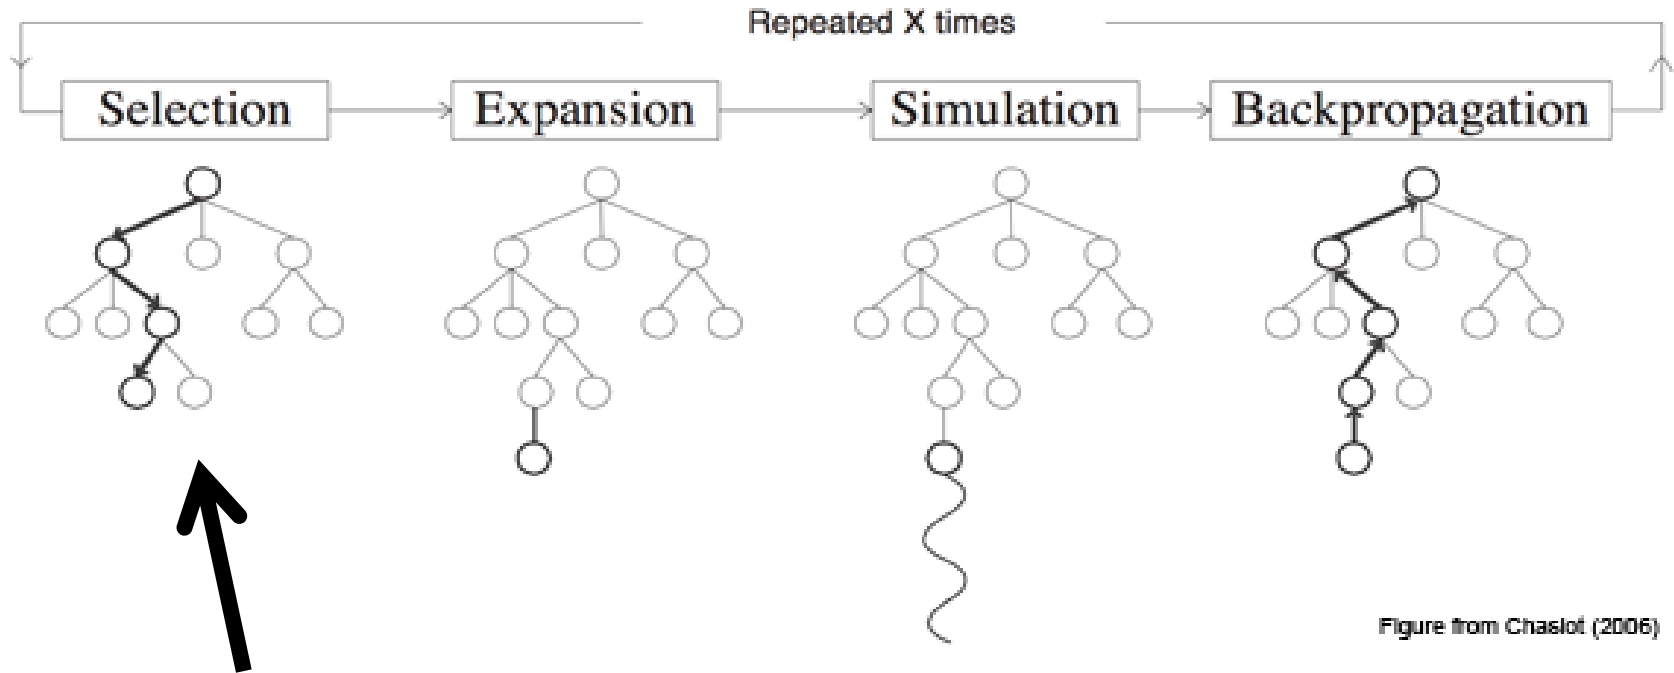 Repeated X times
Selection
Expansion
Simulation
Backpropagation
Figure from Chaslot (2006)